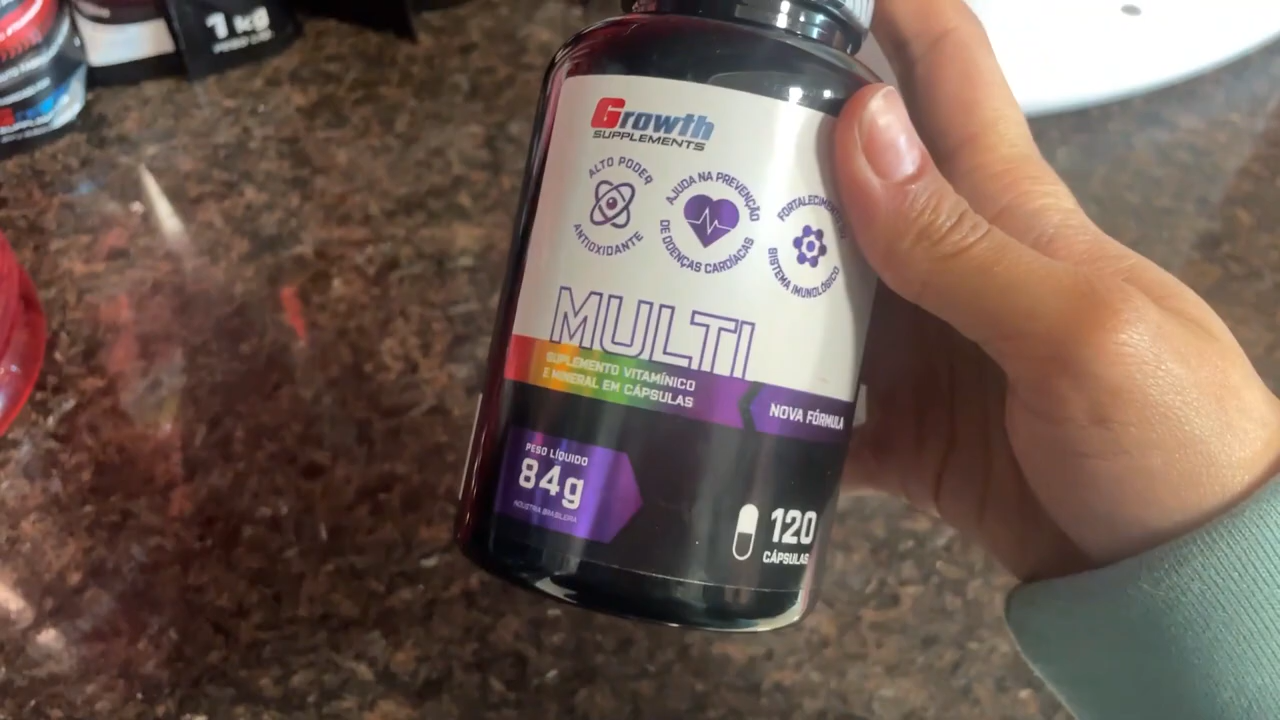 1 kg
Growth
SUPPLEMENTS
ALTO PODER
ANTIOXIDANTE
AJUDA NA PREVENÇÃO
DE DOENÇAS CARDÍACAS
SISTEMA IMUNOLÓGICO
MULTI
SUPLEMENTO VITAMÍNICO
E MINERAL EM CÁPSULAS
NOVA FÓRMULA
PESO LÍQUIDO
84g
INDÚSTRIA BRASILEIRA
120
CÁPSULAS